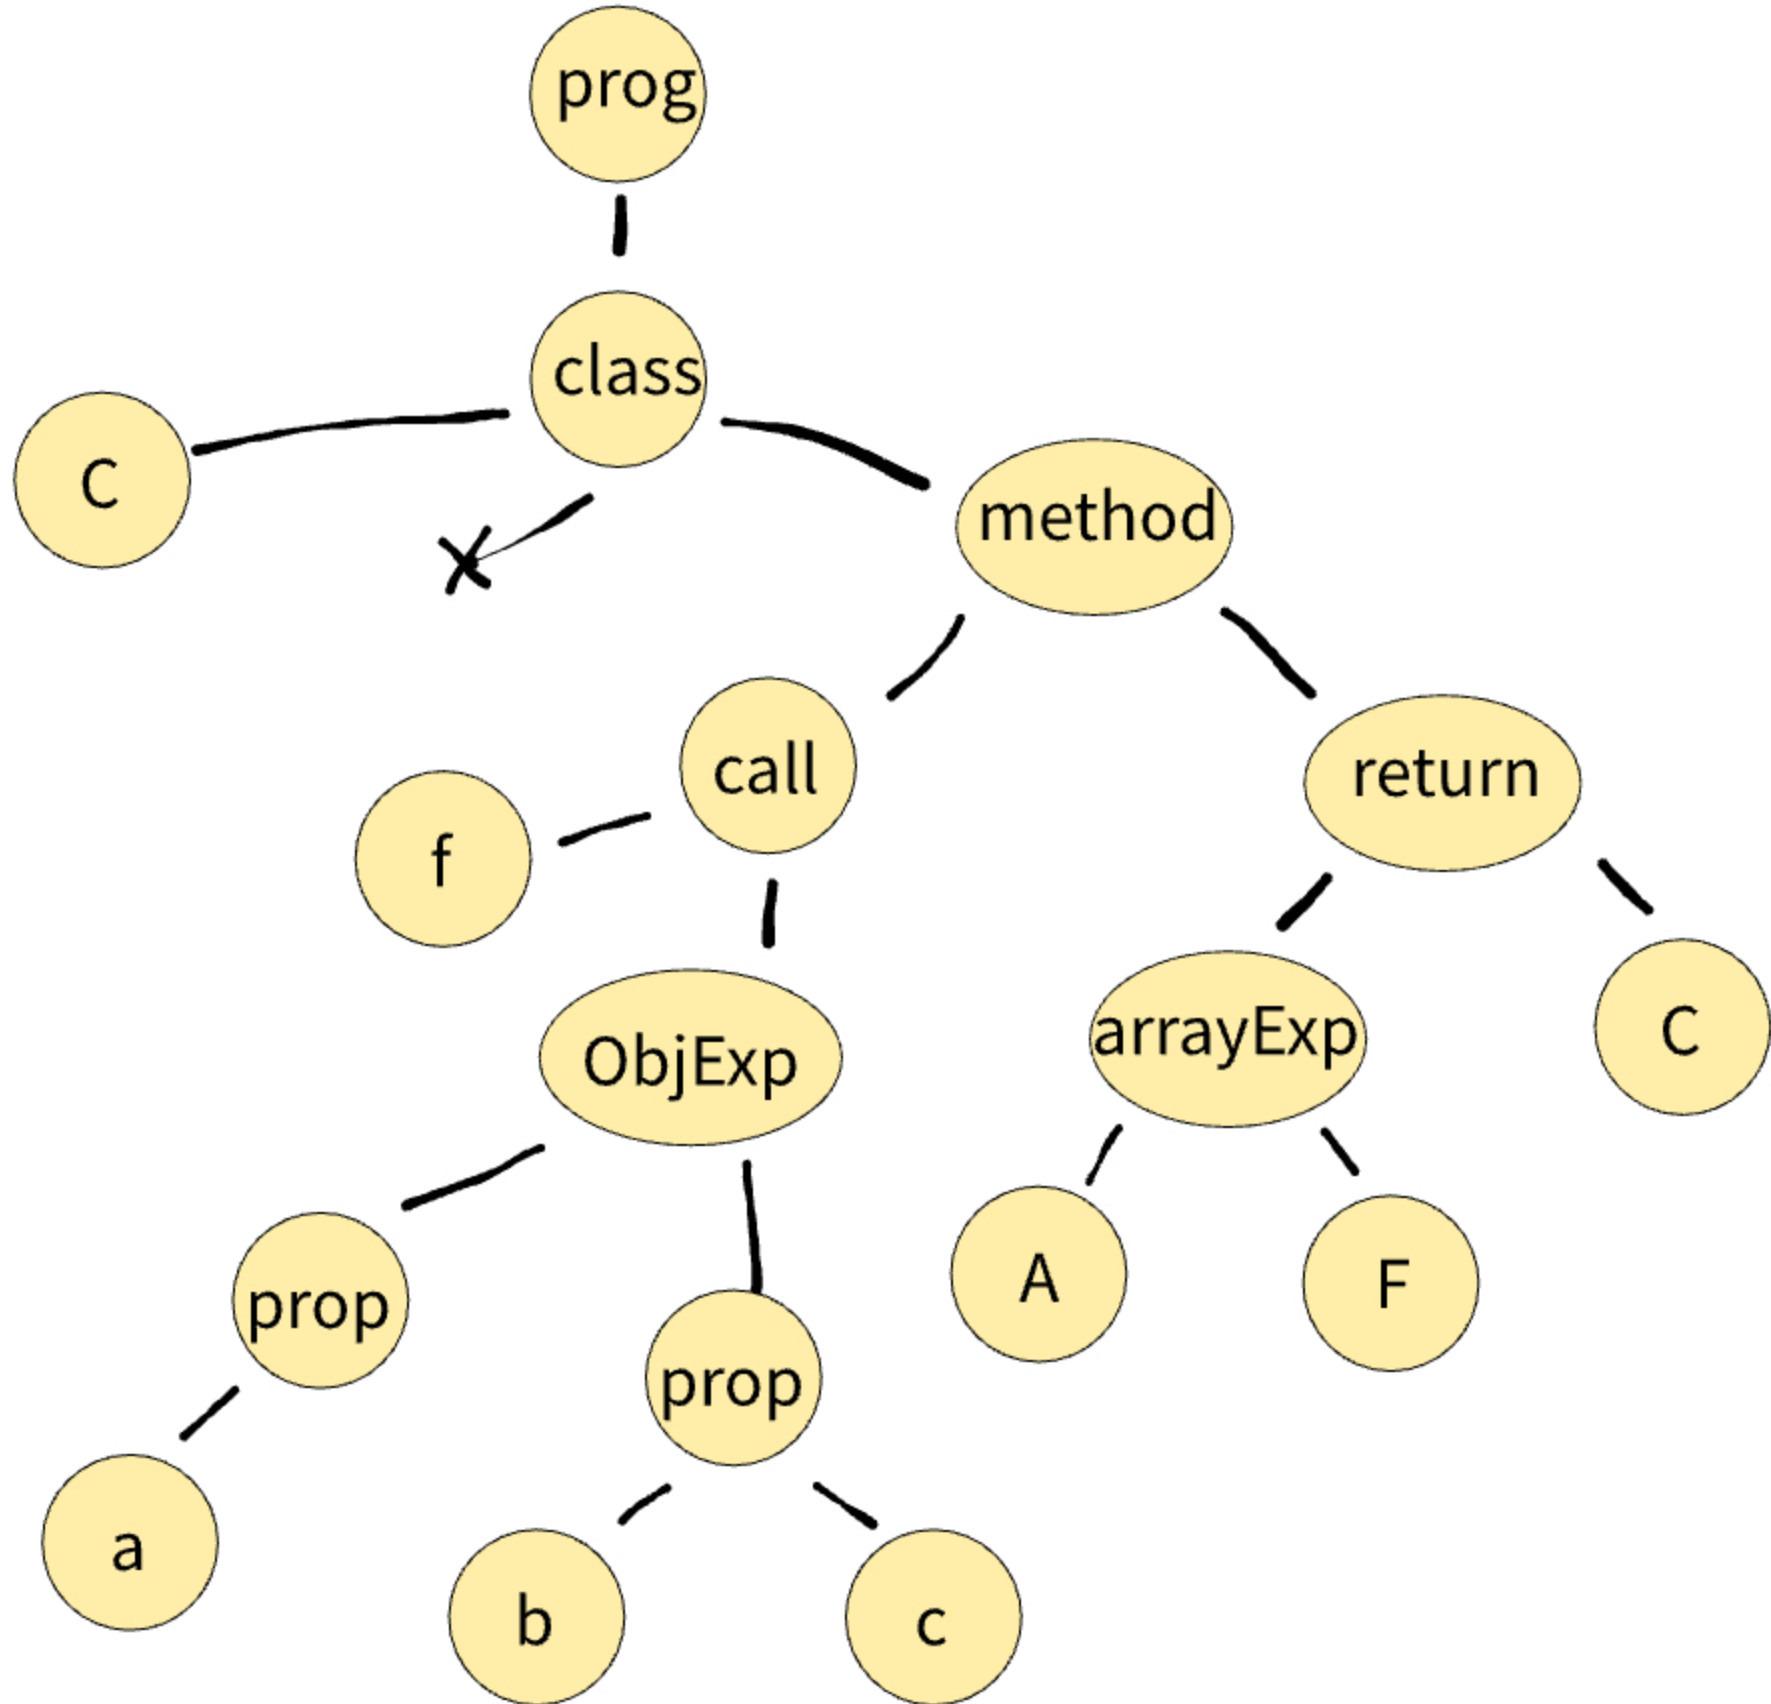 prog
class
C
method
call
return
f
ObjExp
arrayExp
C
prop
prop
A
F
a
b
c